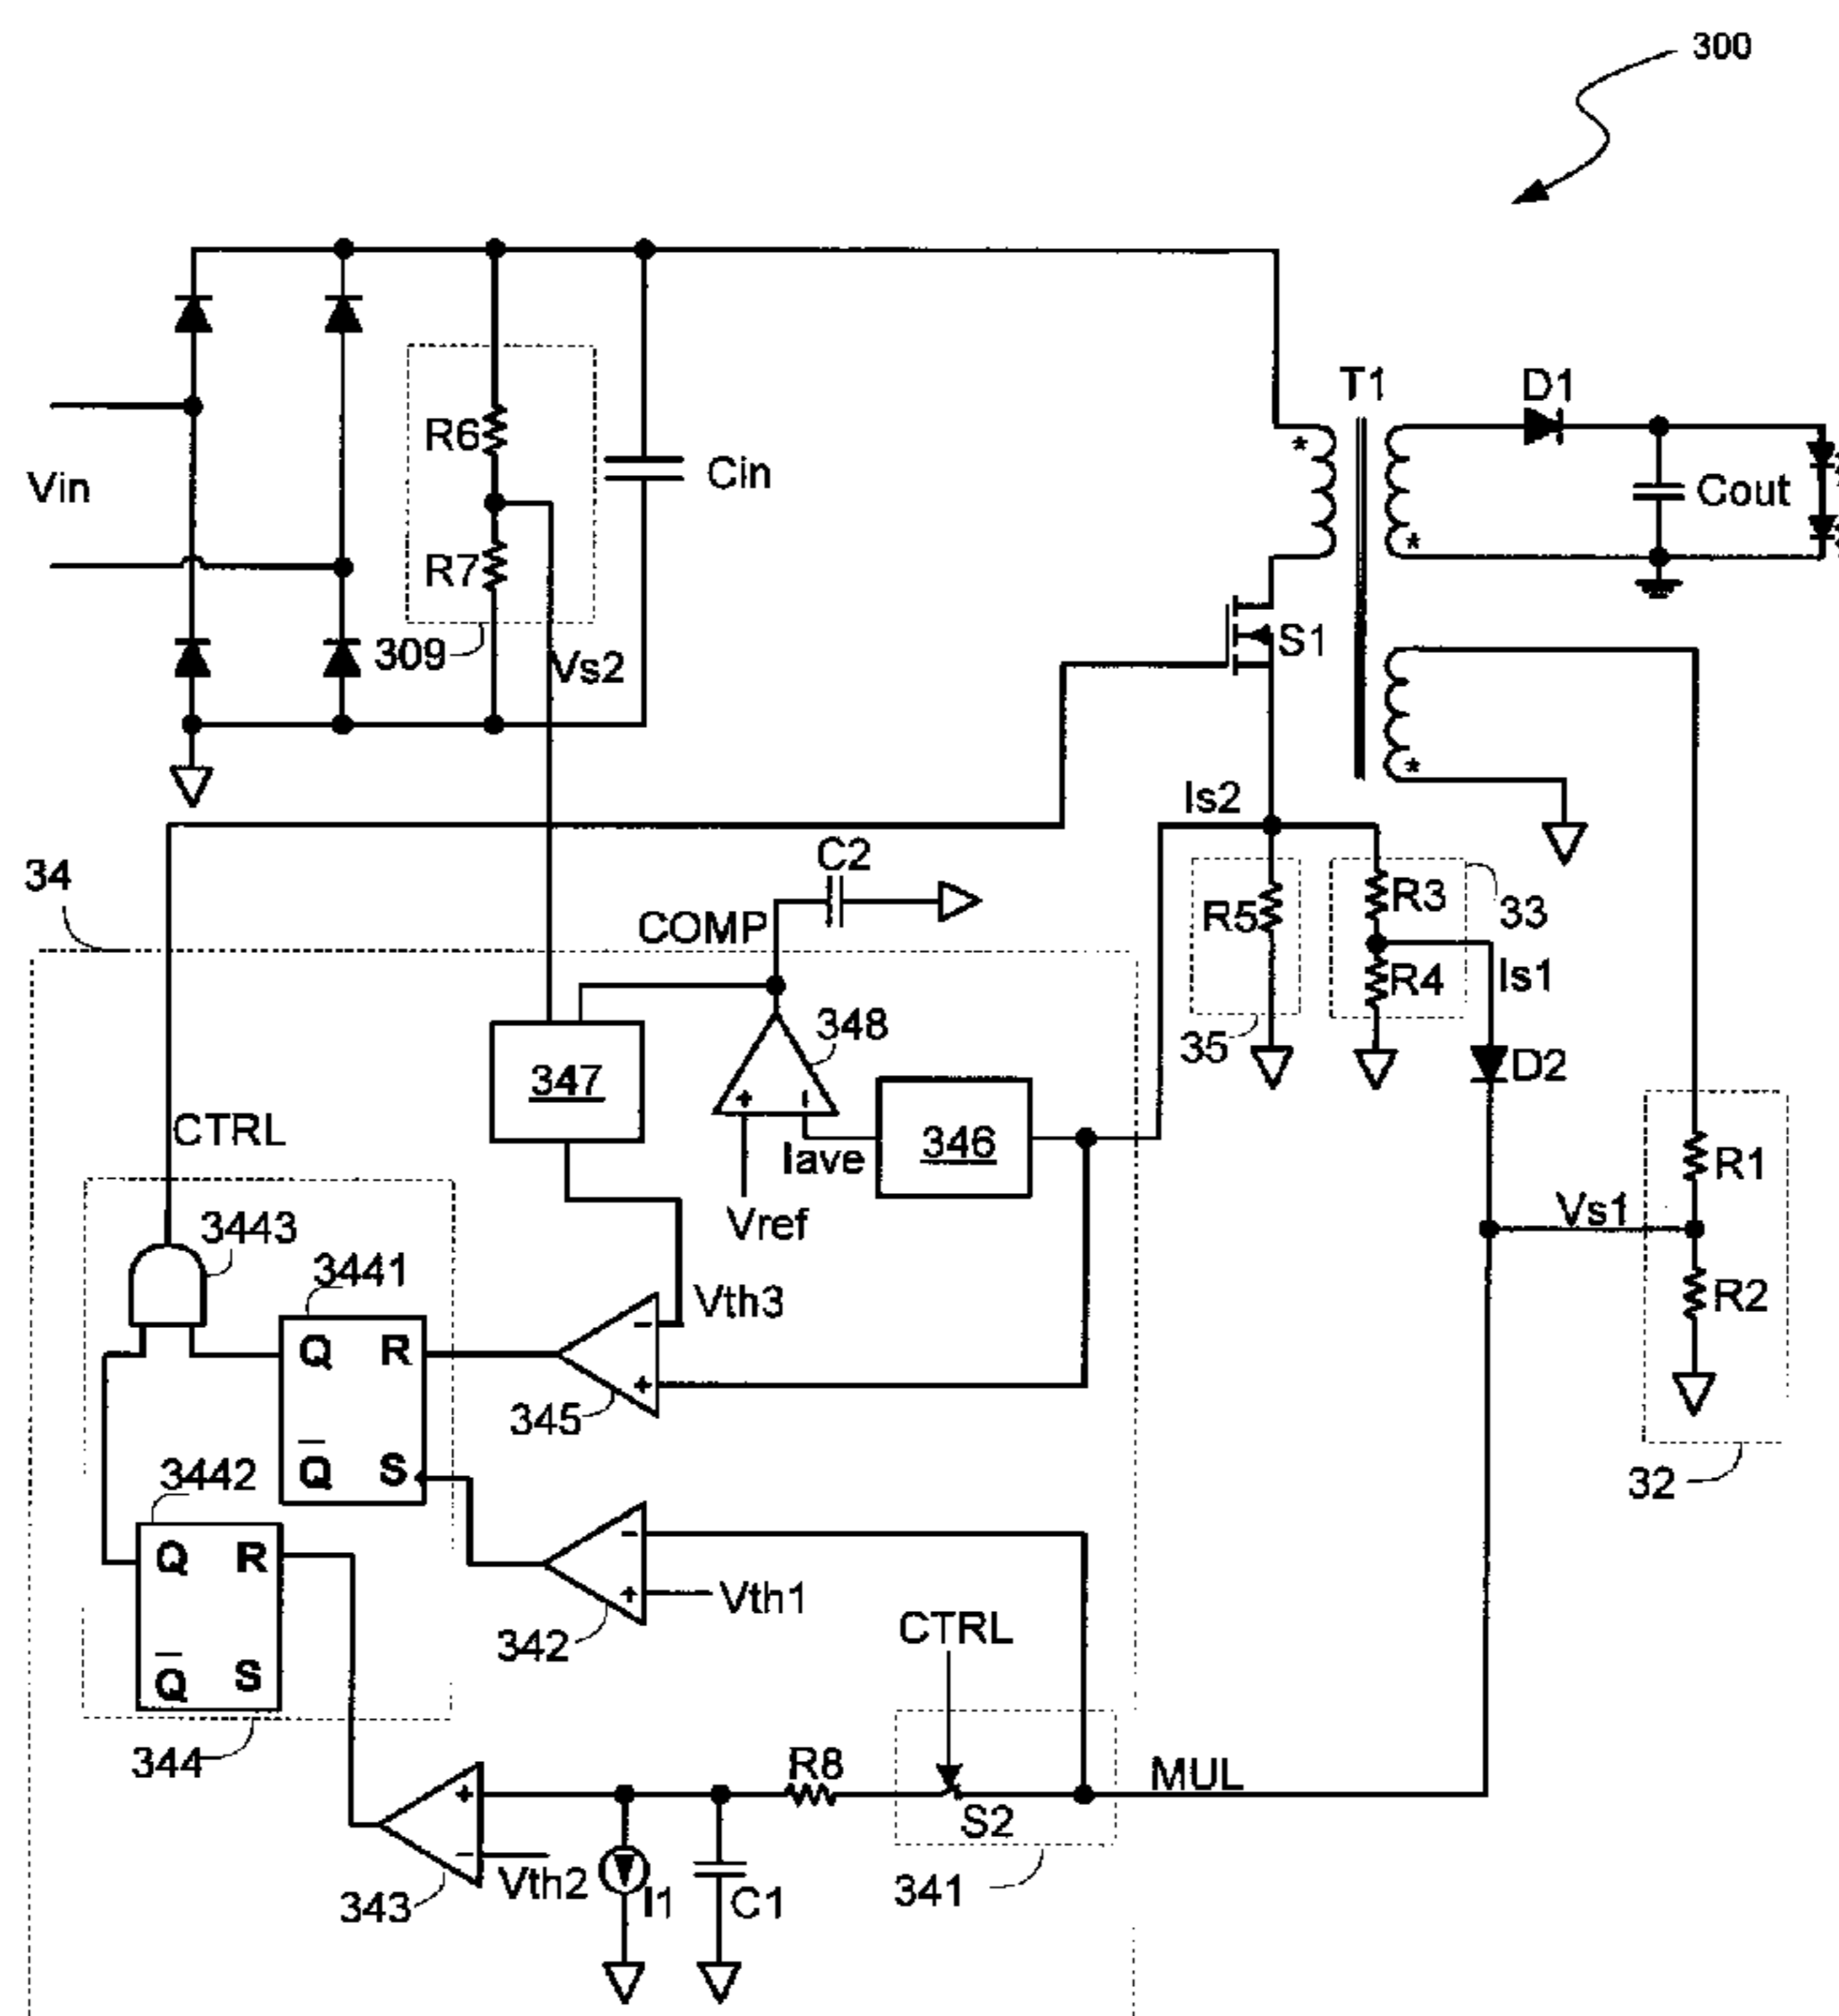 300
T1
D1
R6
Cin
Vin
*
Cout
R7
*
S1
309
Vs2
*
Is2
34
C2
COMP
R5
R3
33
R4
Is1
348
35
D2
347
CTRL
+ -
346
Iave
R1
Vs1
Vref
3443
3441
R2
Vth3
Q R
-
+
345
3442
Q S
32
Q R
-
Vth1
+
342
CTRL
Q S
344
R8
MUL
+
S2
-
Vth2
I1
C1
341
343